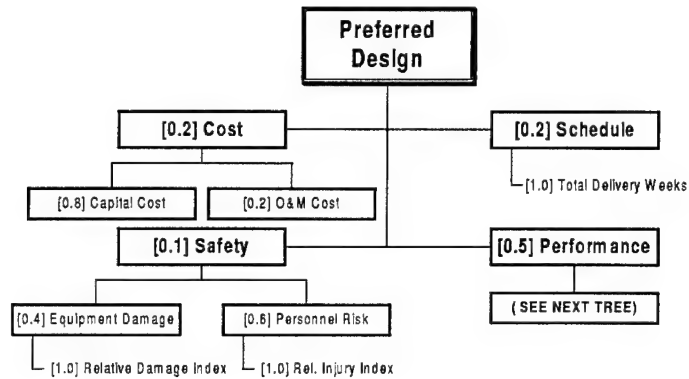 Preferred
Design
[0.2] Cost
[0.2] Schedule
[0.8] Capital Cost
[0.2] O&M Cost
[1.0] Total Delivery Weeks
[0.1] Safety
[0.5] Performance
[0.4] Equipment Damage
[0.6] Personnel Risk
(SEE NEXT TREE)
[1.0] Relative Damage Index
[1.0] Rel. Injury Index